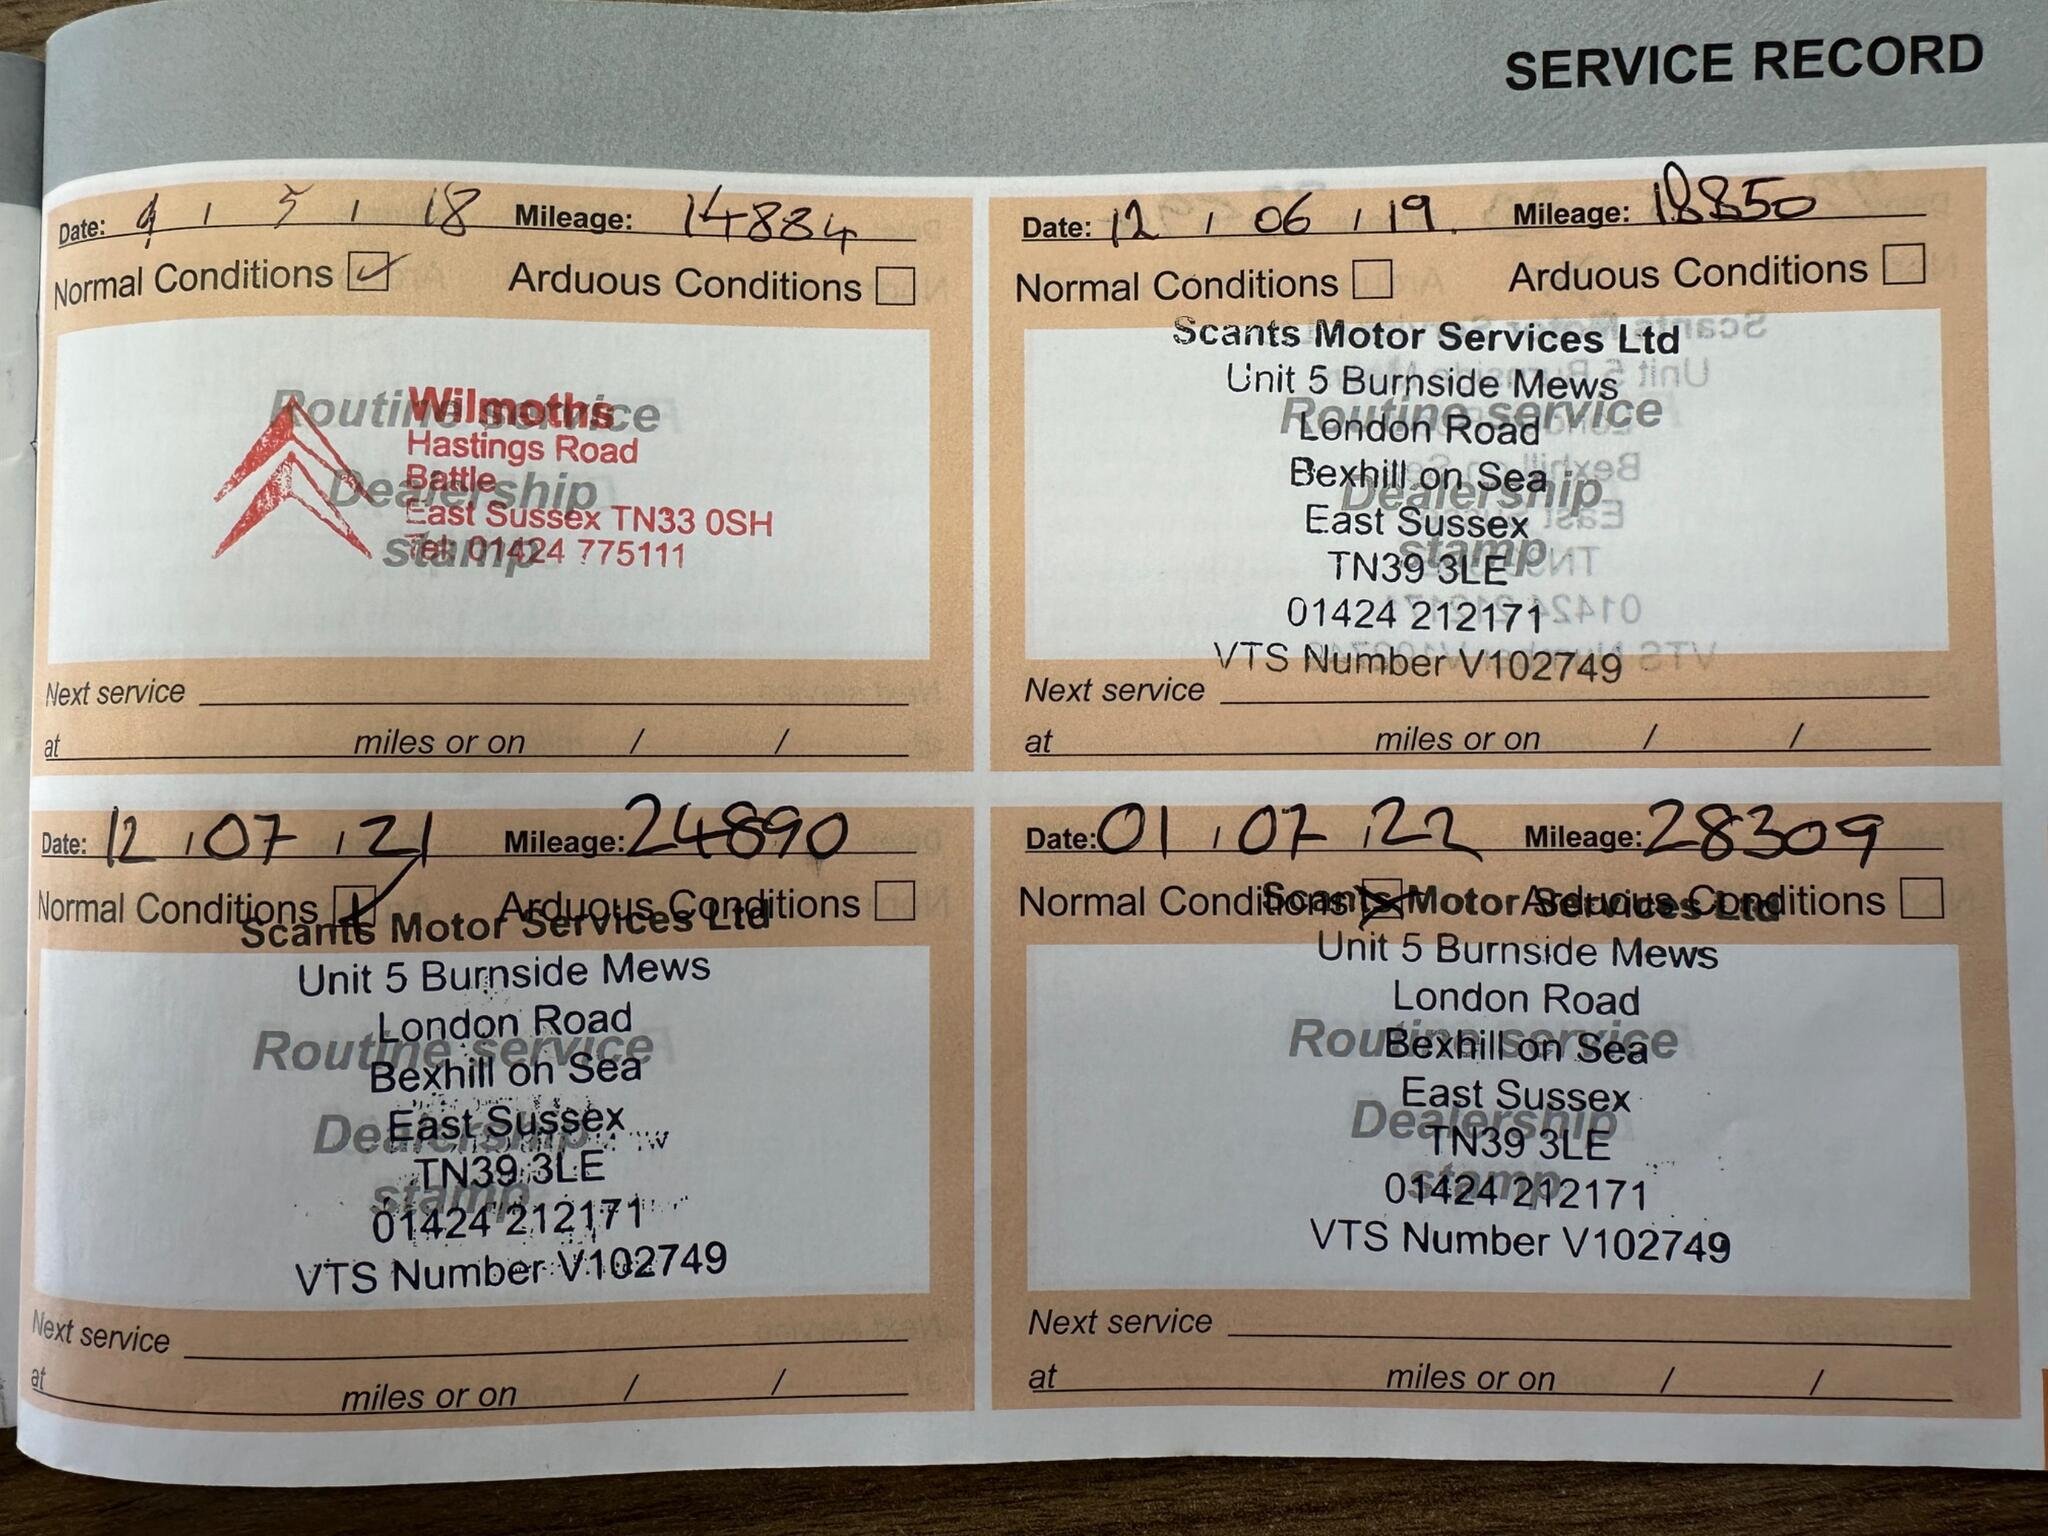 SERVICE RECORD
Date: 9 / 5 / 18 Mileage: 14884
Normal Conditions Arduous Conditions
Routine service
Dealership
stamp
Wilmoths
Hastings Road
Battle
East Sussex TN33 0SH
Tel: 01424 775111
Next service
at miles or on / /
Date: 12 / 06 / 19 Mileage: 18850
Normal Conditions Arduous Conditions
Routine service
Dealership
stamp
Scants Motor Services Ltd
Unit 5 Burnside Mews
London Road
Bexhill on Sea
East Sussex
TN39 3LE
01424 212171
VTS Number V102749
Next service
at miles or on / /
Date: 12 / 07 / 21 Mileage: 24890
Normal Conditions Arduous Conditions
Routine service
Dealership
stamp
Scants Motor Services Ltd
Unit 5 Burnside Mews
London Road
Bexhill on Sea
East Sussex
TN39 3LE
01424 212171
VTS Number V102749
Next service
at miles or on / /
Date: 01 / 07 / 22 Mileage: 28309
Normal Conditions Arduous Conditions
Routine service
Dealership
stamp
Scants Motor Services Ltd
Unit 5 Burnside Mews
London Road
Bexhill on Sea
East Sussex
TN39 3LE
01424 212171
VTS Number V102749
Next service
at miles or on / /